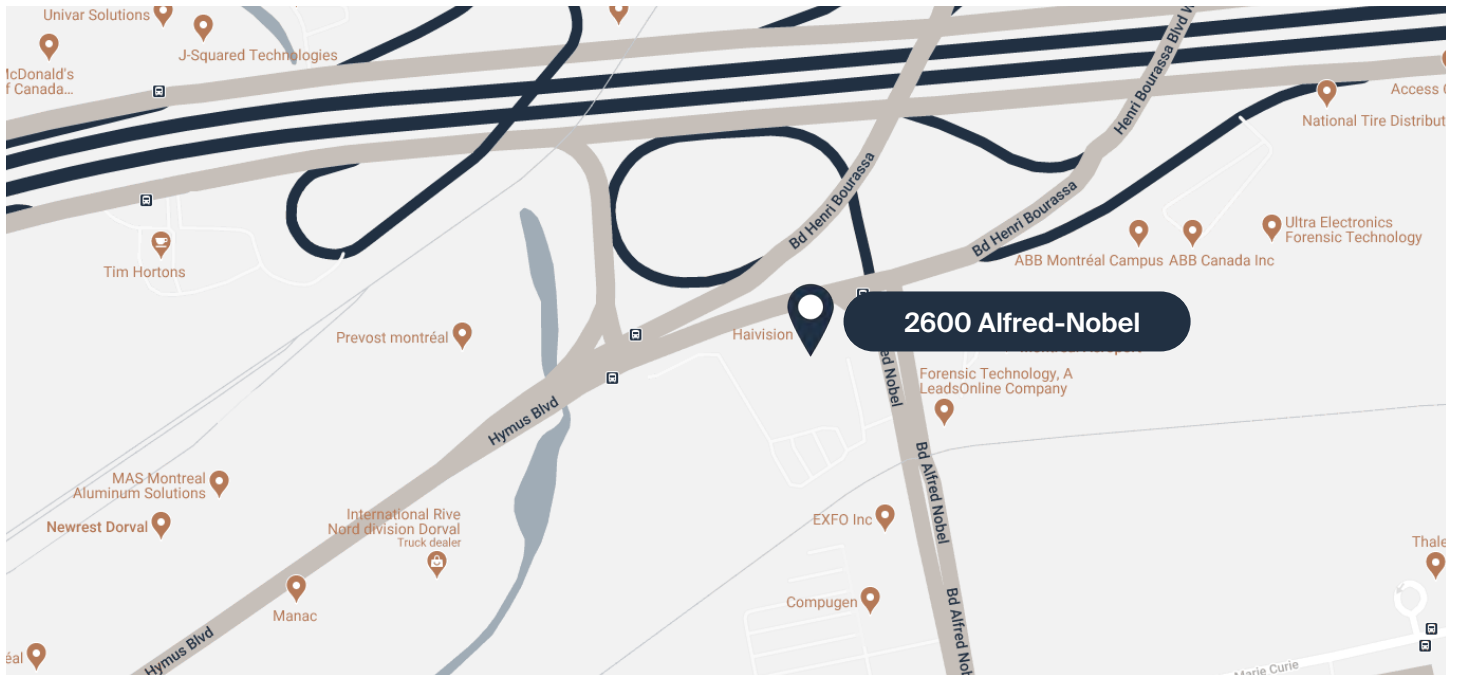 Univar Solutions
J-Squared Technologies
McDonald's
of Canada...
Access
National Tire Distribut
Henri Bourassa Blvd W
Bd Henri Bourassa
Bd Henri Bourassa
Ultra Electronics
Forensic Technology
ABB Montréal Campus
ABB Canada Inc
Tim Hortons
2600 Alfred-Nobel
Haivision
Prevost montréal
Forensic Technology, A
LeadsOnline Company
ed Nobel
Hymus Blvd
Bd Alfred Nobel
MAS Montreal
Aluminum Solutions
Newrest Dorval
International Rive
Nord division Dorval
Truck dealer
EXFO Inc
Thale
Compugen
Manac
Bd Alfred Nob
Hymus Blvd
éal
Marie Curie